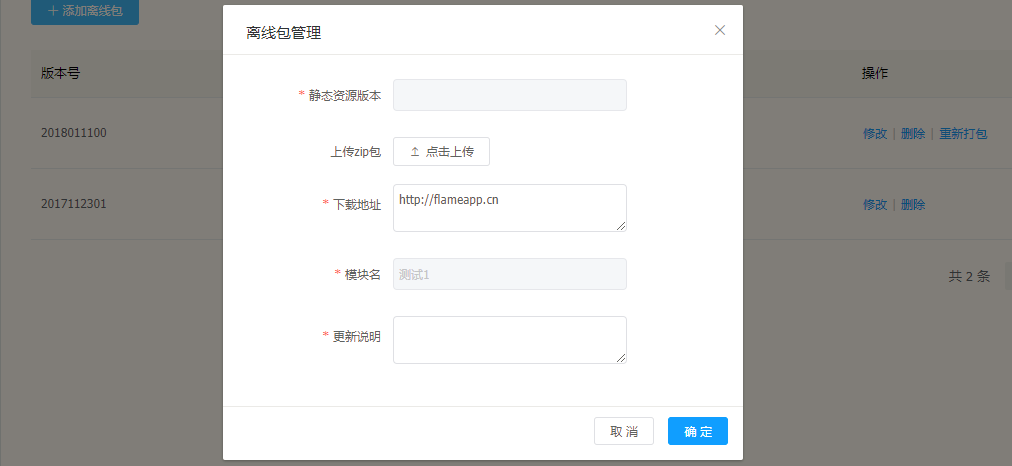 + 添加离线包
离线包管理
版本号
操作
* 静态资源版本
2018011100
修改 | 删除 | 重新打包
上传zip包
点击上传
* 下载地址
http://flameapp.cn
2017112301
修改 | 删除
* 模块名
测试1
共 2 条
* 更新说明
取 消
确 定